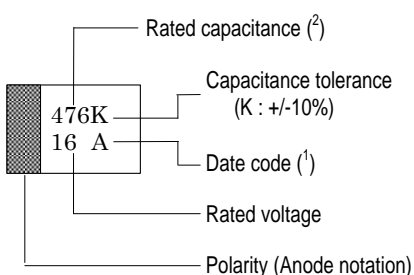 Rated capacitance (²)
Capacitance tolerance
(K : +/-10%)
476K
16 A
Date code (¹)
Rated voltage
Polarity (Anode notation)